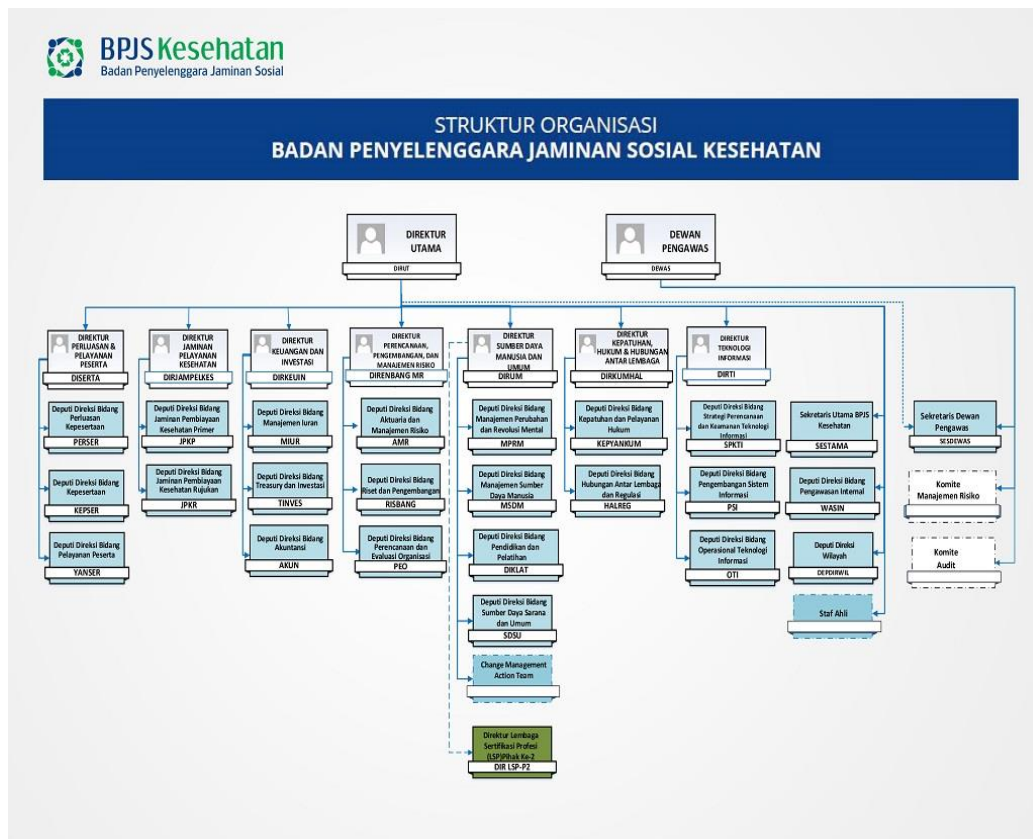 BPJS Kesehatan
Badan Penyelenggara Jaminan Sosial
STRUKTUR ORGANISASI
BADAN PENYELENGGARA JAMINAN SOSIAL KESEHATAN
DIREKTUR
UTAMA
DIRUT
DEWAN
PENGAWAS
DEWAS
DIREKTUR
PERLUASAN &
PELAYANAN
PESERTA
DISERTA
DIREKTUR
JAMINAN
PELAYANAN
KESEHATAN
DIRJAMPELKES
DIREKTUR
KEUANGAN DAN
INVESTASI
DIRKEUIN
DIREKTUR
PERENCANAAN,
PENGEMBANGAN, DAN
MANAJEMEN RISIKO
DIRENBANG MR
DIREKTUR
SUMBER DAYA
MANUSIA DAN
UMUM
DIRUM
DIREKTUR
KEPATUHAN,
HUKUM & HUBUNGAN
ANTAR LEMBAGA
DIRKUMHAL
DIREKTUR
TEKNOLOGI
INFORMASI
DIRTI
Deputi Direksi Bidang
Perluasan
Kepesertaan
PERSER
Deputi Direksi Bidang
Kepesertaan
KEPSER
Deputi Direksi Bidang
Pelayanan Peserta
YANSER
Deputi Direksi Bidang
Jaminan Pembiayaan
Kesehatan Primer
JPKP
Deputi Direksi Bidang
Jaminan Pembiayaan
Kesehatan Rujukan
JPKR
Deputi Direksi Bidang
Manajemen Iuran
MIUR
Deputi Direksi Bidang
Treasury dan Investasi
TINVES
Deputi Direksi Bidang
Akuntansi
AKUN
Deputi Direksi Bidang
Aktuaria dan
Manajemen Risiko
AMR
Deputi Direksi Bidang
Riset dan Pengembangan
RISBANG
Deputi Direksi Bidang
Perencanaan dan
Evaluasi Organisasi
PEO
Deputi Direksi Bidang
Manajemen Perubahan
dan Revolusi Mental
MPRM
Deputi Direksi Bidang
Manajemen Sumber
Daya Manusia
MSDM
Deputi Direksi Bidang
Pendidikan dan
Pelatihan
DIKLAT
Deputi Direksi Bidang
Sumber Daya Sarana
dan Umum
SDSU
Change Management
Action Team
Direktur Lembaga
Sertifikasi Profesi
(LSP)Pihak Ke-2
DIR LSP-P2
Deputi Direksi Bidang
Kepatuhan dan Pelayanan
Hukum
KEPYANKUM
Deputi Direksi Bidang
Hubungan Antar Lembaga
dan Regulasi
HALREG
Deputi Direksi Bidang
Strategi Perencanaan
dan Keamanan Teknologi
Informasi
SPKTI
Deputi Direksi Bidang
Pengembangan Sistem
Informasi
PSI
Deputi Direksi Bidang
Operasional Teknologi
Informasi
OTI
Sekretaris Utama BPJS
Kesehatan
SESTAMA
Deputi Direksi Bidang
Pengawasan Internal
WASIN
Deputi Direksi
Wilayah
DEPDIRWIL
Staf Ahli
Sekretaris Dewan
Pengawas
SESDEWAS
Komite
Manajemen Risiko
Komite
Audit